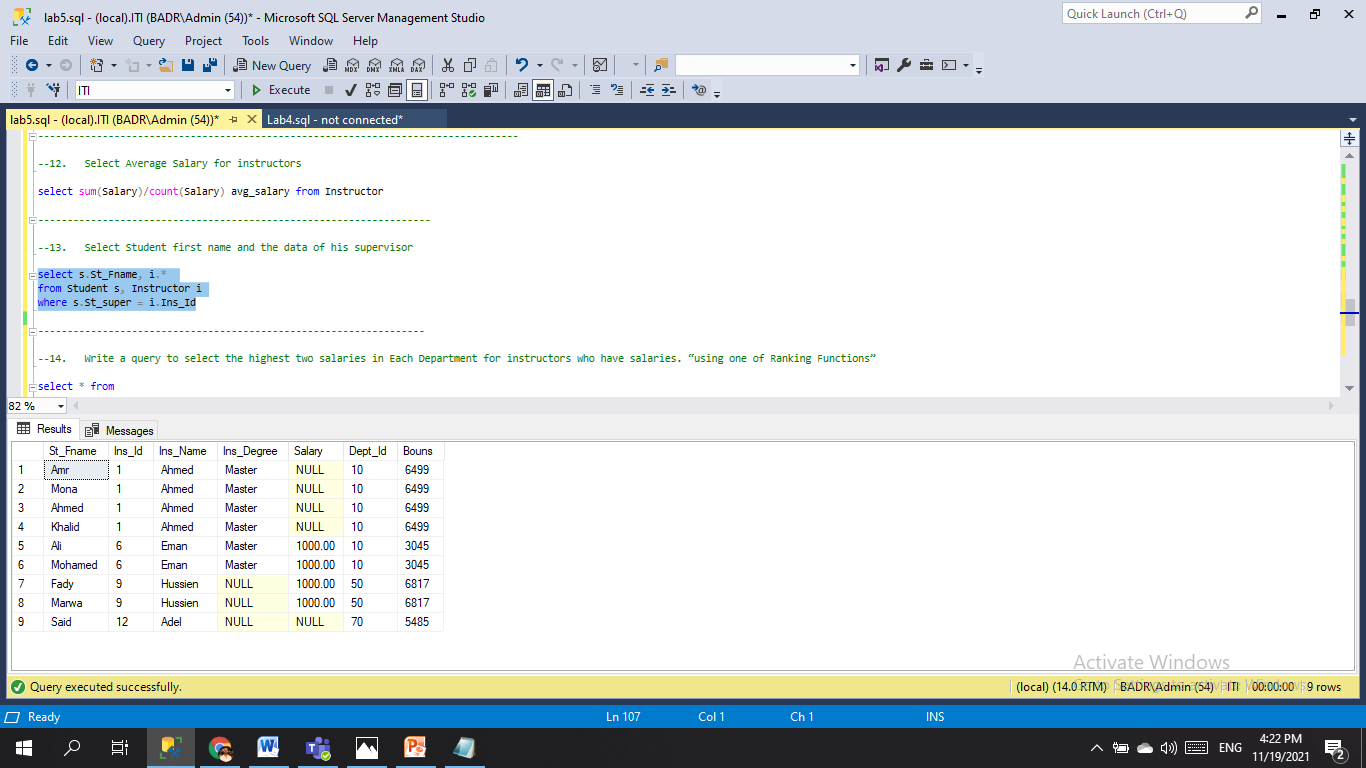 lab5.sql - (local).ITI (BADR\Admin (54))* - Microsoft SQL Server Management Studio
Quick Launch (Ctrl+Q)
File Edit View Query Project Tools Window Help
New Query MDX DMX XMLA DAX
ITI Execute
lab5.sql - (local).ITI (BADR\Admin (54))* Lab4.sql - not connected*
--12. Select Average Salary for instructors
select sum(Salary)/count(Salary) avg_salary from Instructor
--13. Select Student first name and the data of his supervisor
select s.St_Fname, i.*
from Student s, Instructor i
where s.St_super = i.Ins_Id
--14. Write a query to select the highest two salaries in Each Department for instructors who have salaries. “using one of Ranking Functions”
select * from
82 %
Results Messages
St_Fname Ins_Id Ins_Name Ins_Degree Salary Dept_Id Bouns
1 Amr 1 Ahmed Master NULL 10 6499
2 Mona 1 Ahmed Master NULL 10 6499
3 Ahmed 1 Ahmed Master NULL 10 6499
4 Khalid 1 Ahmed Master NULL 10 6499
5 Ali 6 Eman Master 1000.00 10 3045
6 Mohamed 6 Eman Master 1000.00 10 3045
7 Fady 9 Hussien NULL 1000.00 50 6817
8 Marwa 9 Hussien NULL 1000.00 50 6817
9 Said 12 Adel NULL NULL 70 5485
Activate Windows
Go to Settings to activate Windows.
Query executed successfully. (local) (14.0 RTM) BADR\Admin (54) ITI 00:00:00 9 rows
Ready Ln 107 Col 1 Ch 1 INS
ENG 4:22 PM
11/19/2021 2